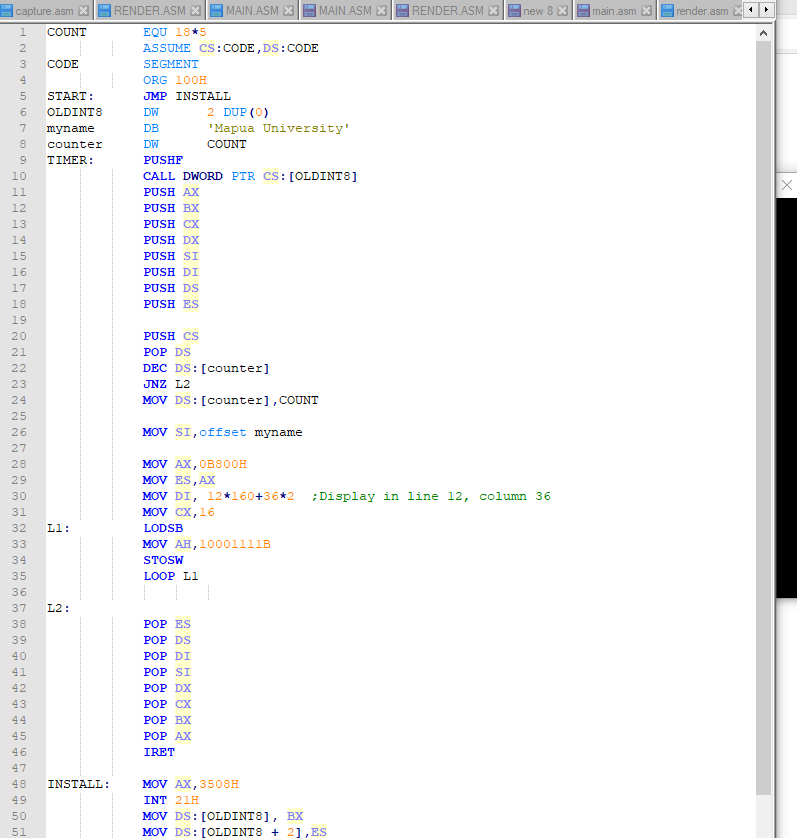 capture.asm RENDER.ASM MAIN.ASM MAIN.ASM RENDER.ASM new 8 main.asm render.asm
1 COUNT EQU 18*5
2 ASSUME CS:CODE,DS:CODE
3 CODE SEGMENT
4 ORG 100H
5 START: JMP INSTALL
6 OLDINT8 DW 2 DUP(0)
7 myname DB 'Mapua University'
8 counter DW COUNT
9 TIMER: PUSHF
10 CALL DWORD PTR CS:[OLDINT8]
11 PUSH AX
12 PUSH BX
13 PUSH CX
14 PUSH DX
15 PUSH SI
16 PUSH DI
17 PUSH DS
18 PUSH ES
19
20 PUSH CS
21 POP DS
22 DEC DS:[counter]
23 JNZ L2
24 MOV DS:[counter],COUNT
25
26 MOV SI,offset myname
27
28 MOV AX,0B800H
29 MOV ES,AX
30 MOV DI, 12*160+36*2 ;Display in line 12, column 36
31 MOV CX,16
32 L1: LODSB
33 MOV AH,10001111B
34 STOSW
35 LOOP L1
36
37 L2:
38 POP ES
39 POP DS
40 POP DI
41 POP SI
42 POP DX
43 POP CX
44 POP BX
45 POP AX
46 IRET
47
48 INSTALL: MOV AX,3508H
49 INT 21H
50 MOV DS:[OLDINT8], BX
51 MOV DS:[OLDINT8 + 2],ES